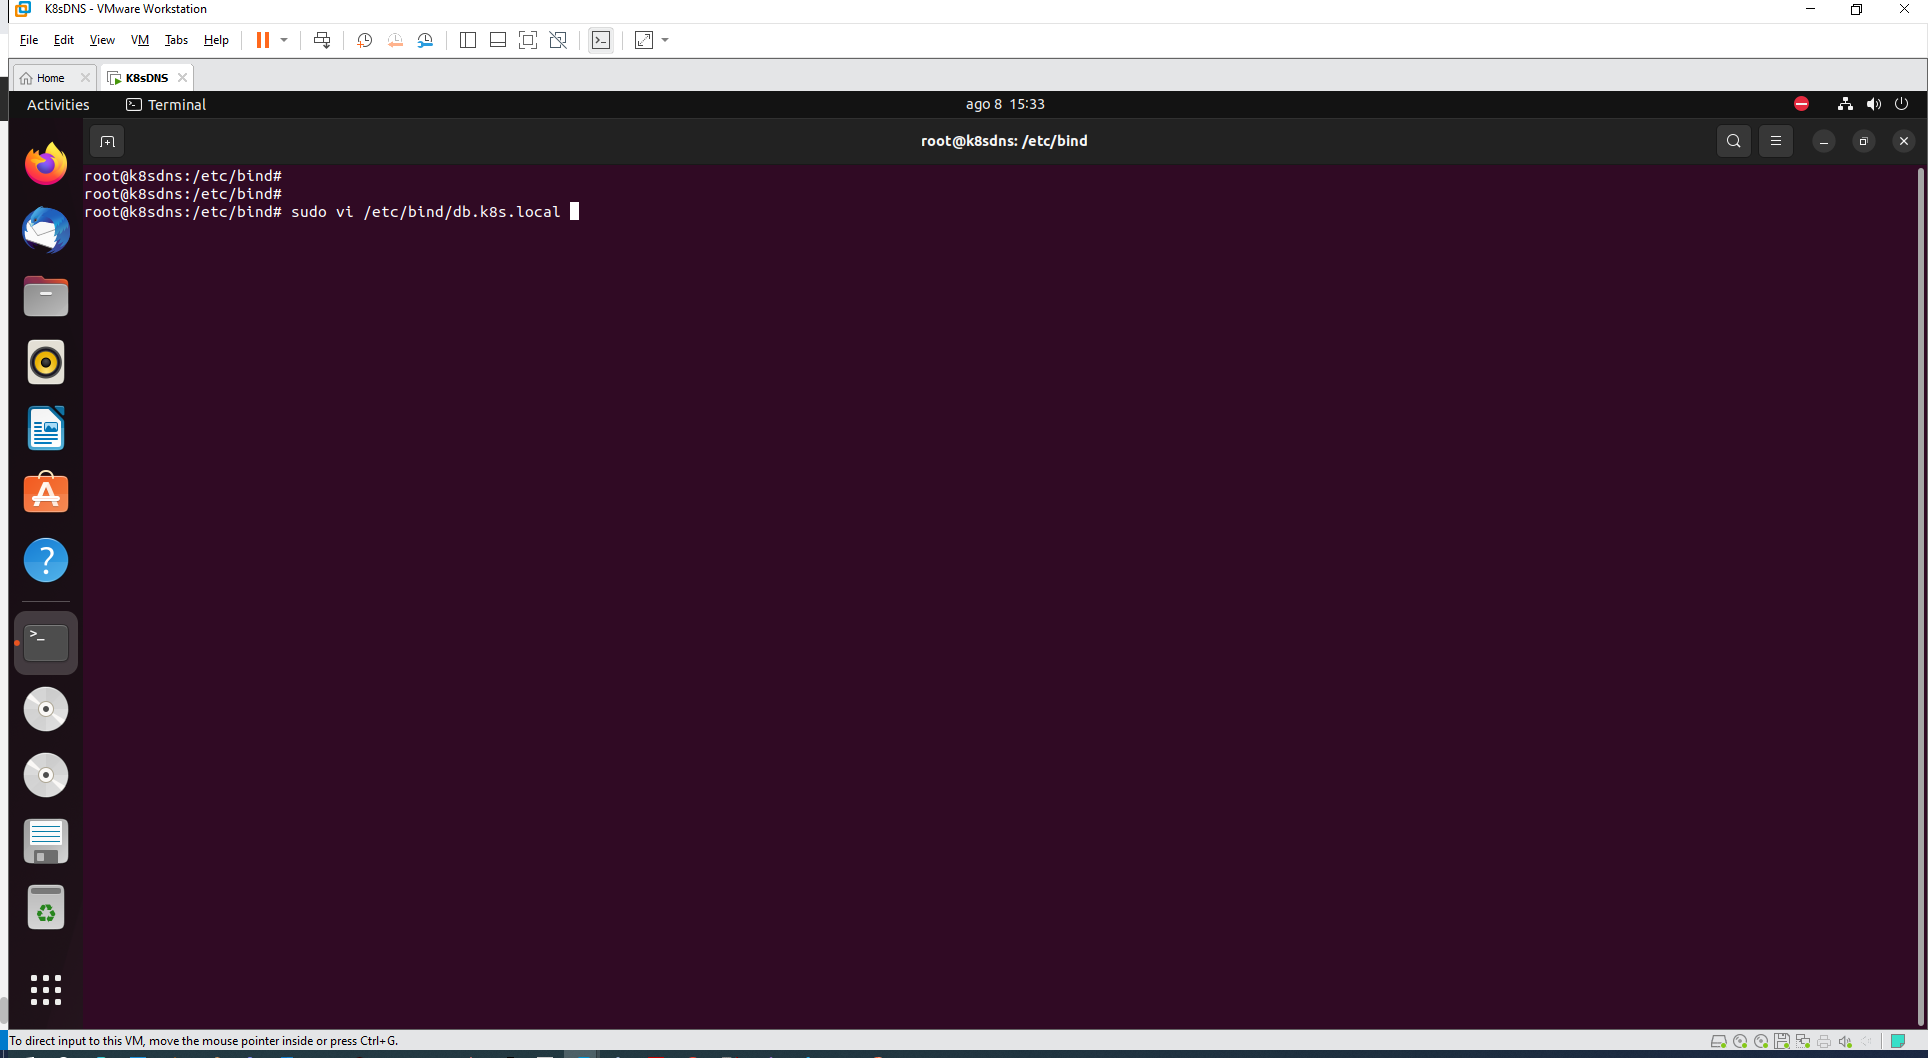 K8sDNS - VMware Workstation
File Edit View VM Tabs Help
Home K8sDNS
Activities Terminal ago 8 15:33
root@k8sdns: /etc/bind
root@k8sdns:/etc/bind#
root@k8sdns:/etc/bind#
root@k8sdns:/etc/bind# sudo vi /etc/bind/db.k8s.local
To direct input to this VM, move the mouse pointer inside or press Ctrl+G.